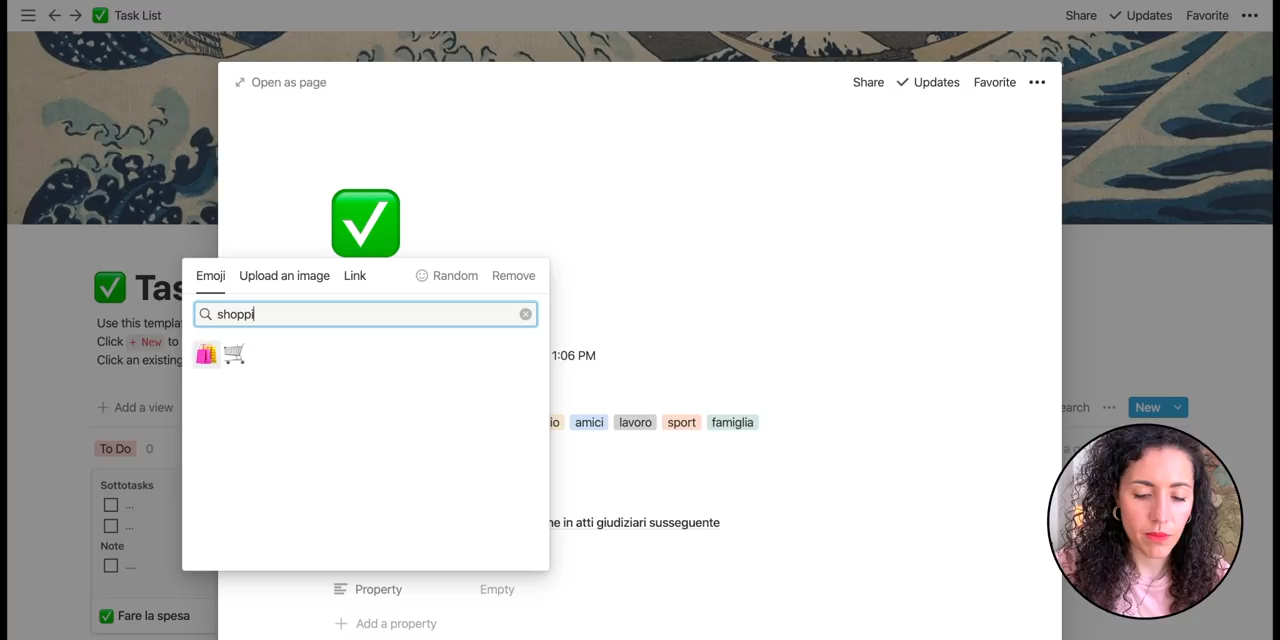 Task List
Share
Updates
Favorite
Open as page
Share
Updates
Favorite
Emoji
Upload an image
Link
Random
Remove
shoppi
Tas
Use this templa
Click + New to
Click an existing
1:06 PM
Add a view
earch
New
io
amici
lavoro
sport
famiglia
To Do 0
Sottotasks
...
...
Note
....
ne in atti giudiziari susseguente
Property
Empty
Fare la spesa
Add a property